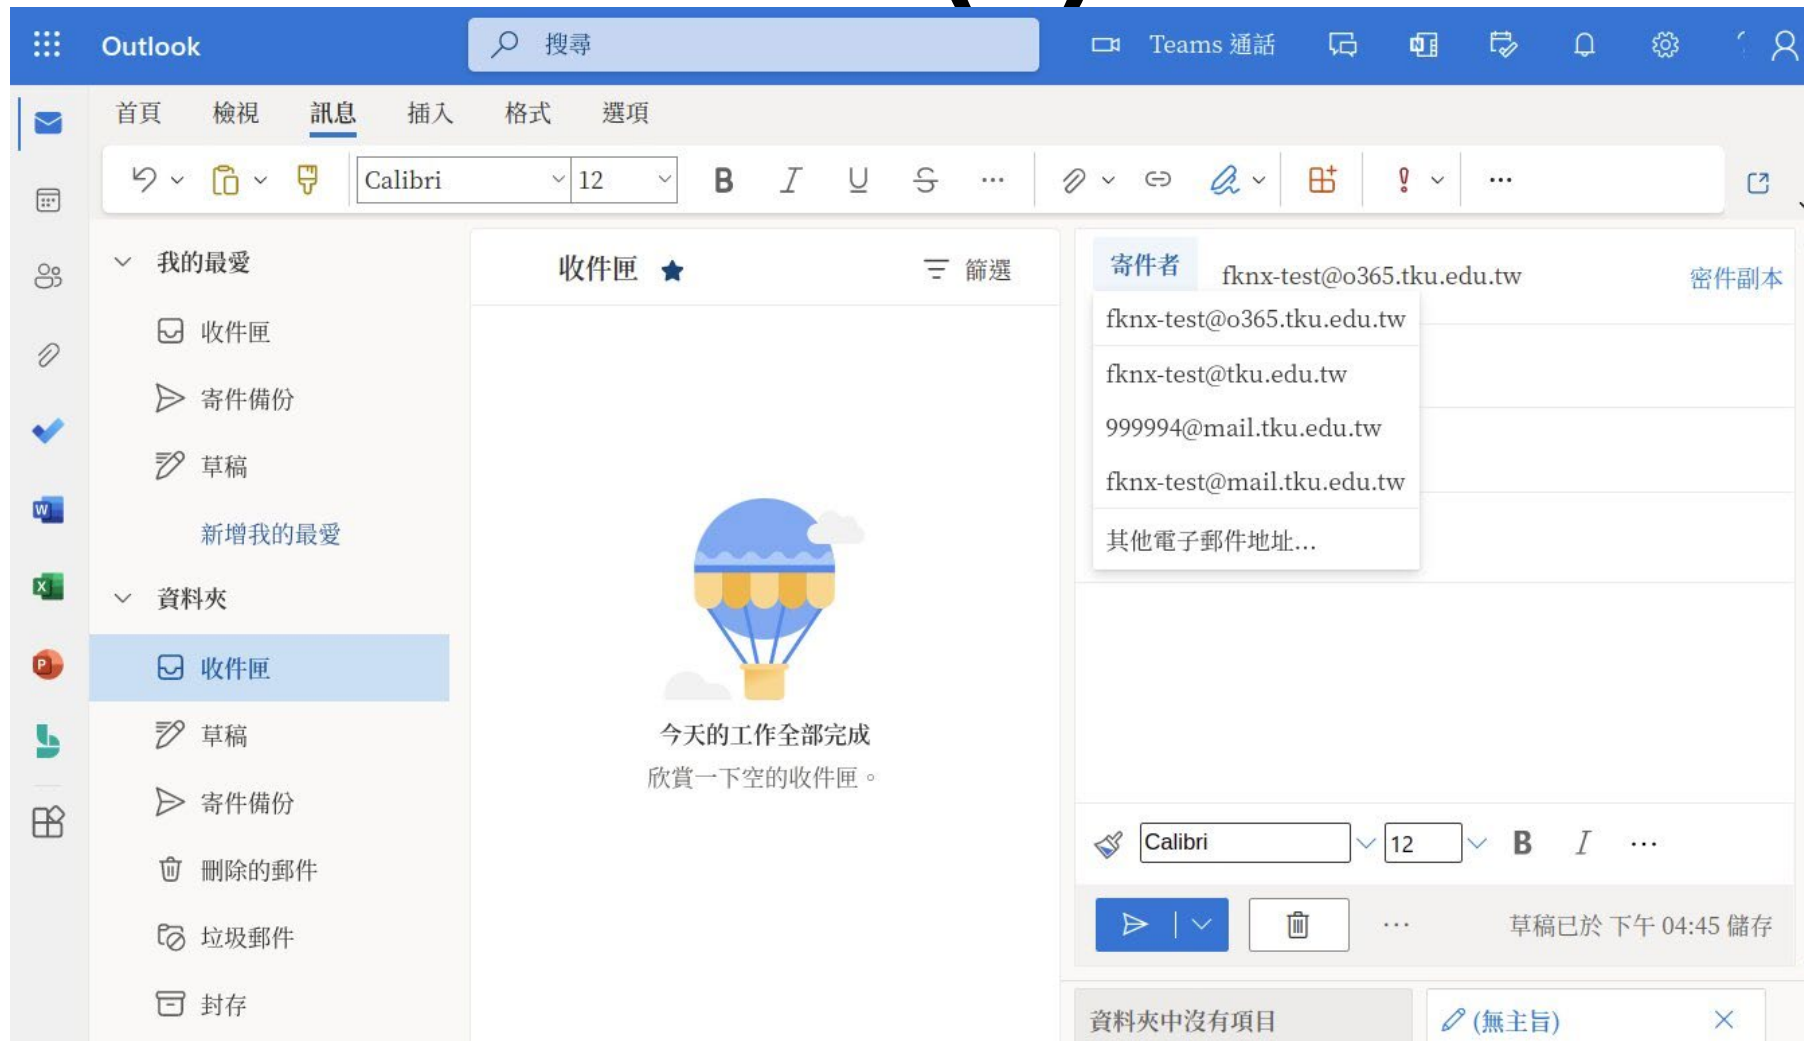 Outlook
搜尋
Teams 通話
首頁
檢視
訊息
插入
格式
選項
Calibri
12
B I U S ...
...
我的最愛
收件匣
寄件備份
草稿
新增我的最愛
資料夾
收件匣
草稿
寄件備份
刪除的郵件
垃圾郵件
封存
收件匣
篩選
今天的工作全部完成
欣賞一下空的收件匣。
寄件者
fknx-test@o365.tku.edu.tw
密件副本
fknx-test@o365.tku.edu.tw
fknx-test@tku.edu.tw
999994@mail.tku.edu.tw
fknx-test@mail.tku.edu.tw
其他電子郵件地址...
Calibri
12
B I ...
...
草稿已於 下午 04:45 儲存
資料夾中沒有項目
(無主旨)